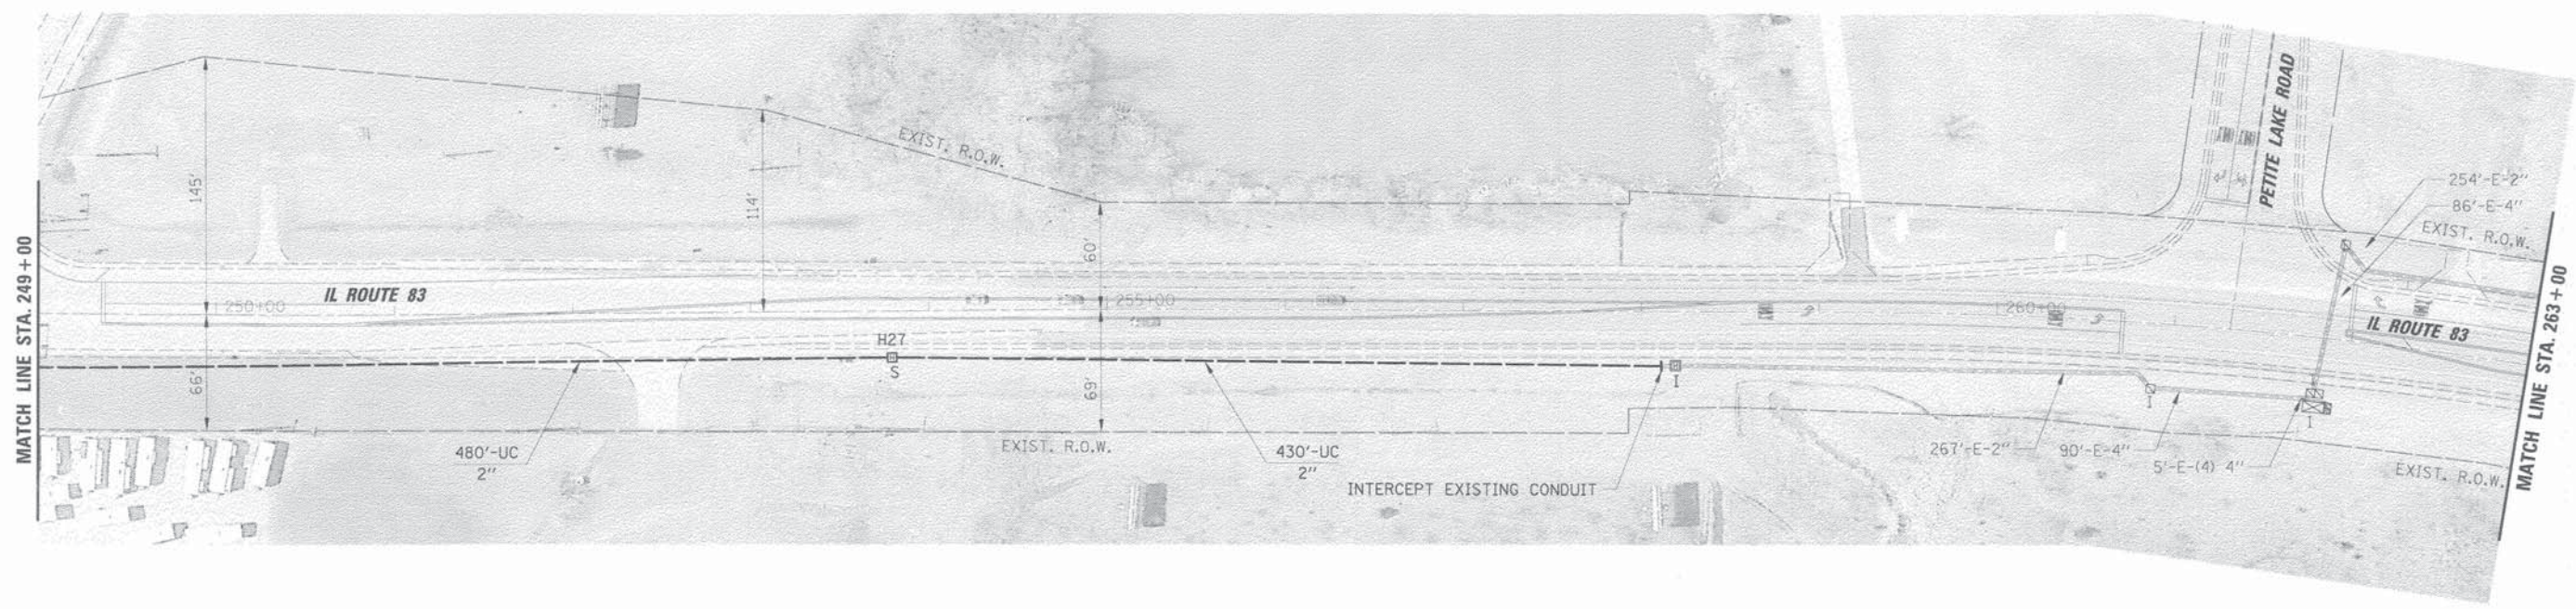 MATCH LINE STA. 249+00
145'
66'
250+00
IL ROUTE 83
480'-UC
2"
114'
EXIST. R.O.W.
H27
S
60'
69'
255+00
EXIST. R.O.W.
430'-UC
2"
INTERCEPT EXISTING CONDUIT
I
260+00
267'-E-2"
I
90'-E-4"
5'-E-(4) 4"
I
PETITE LAKE ROAD
254'-E-2"
86'-E-4"
EXIST. R.O.W.
IL ROUTE 83
EXIST. R.O.W.
MATCH LINE STA. 263+00